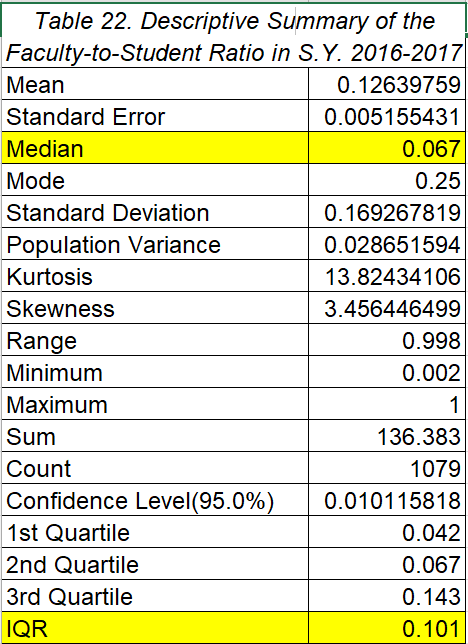 Table 22. Descriptive Summary of the
Faculty-to-Student Ratio in S.Y. 2016-2017
Mean 0.12639759
Standard Error 0.005155431
Median 0.067
Mode 0.25
Standard Deviation 0.169267819
Population Variance 0.028651594
Kurtosis 13.82434106
Skewness 3.456446499
Range 0.998
Minimum 0.002
Maximum 1
Sum 136.383
Count 1079
Confidence Level(95.0%) 0.010115818
1st Quartile 0.042
2nd Quartile 0.067
3rd Quartile 0.143
IQR 0.101